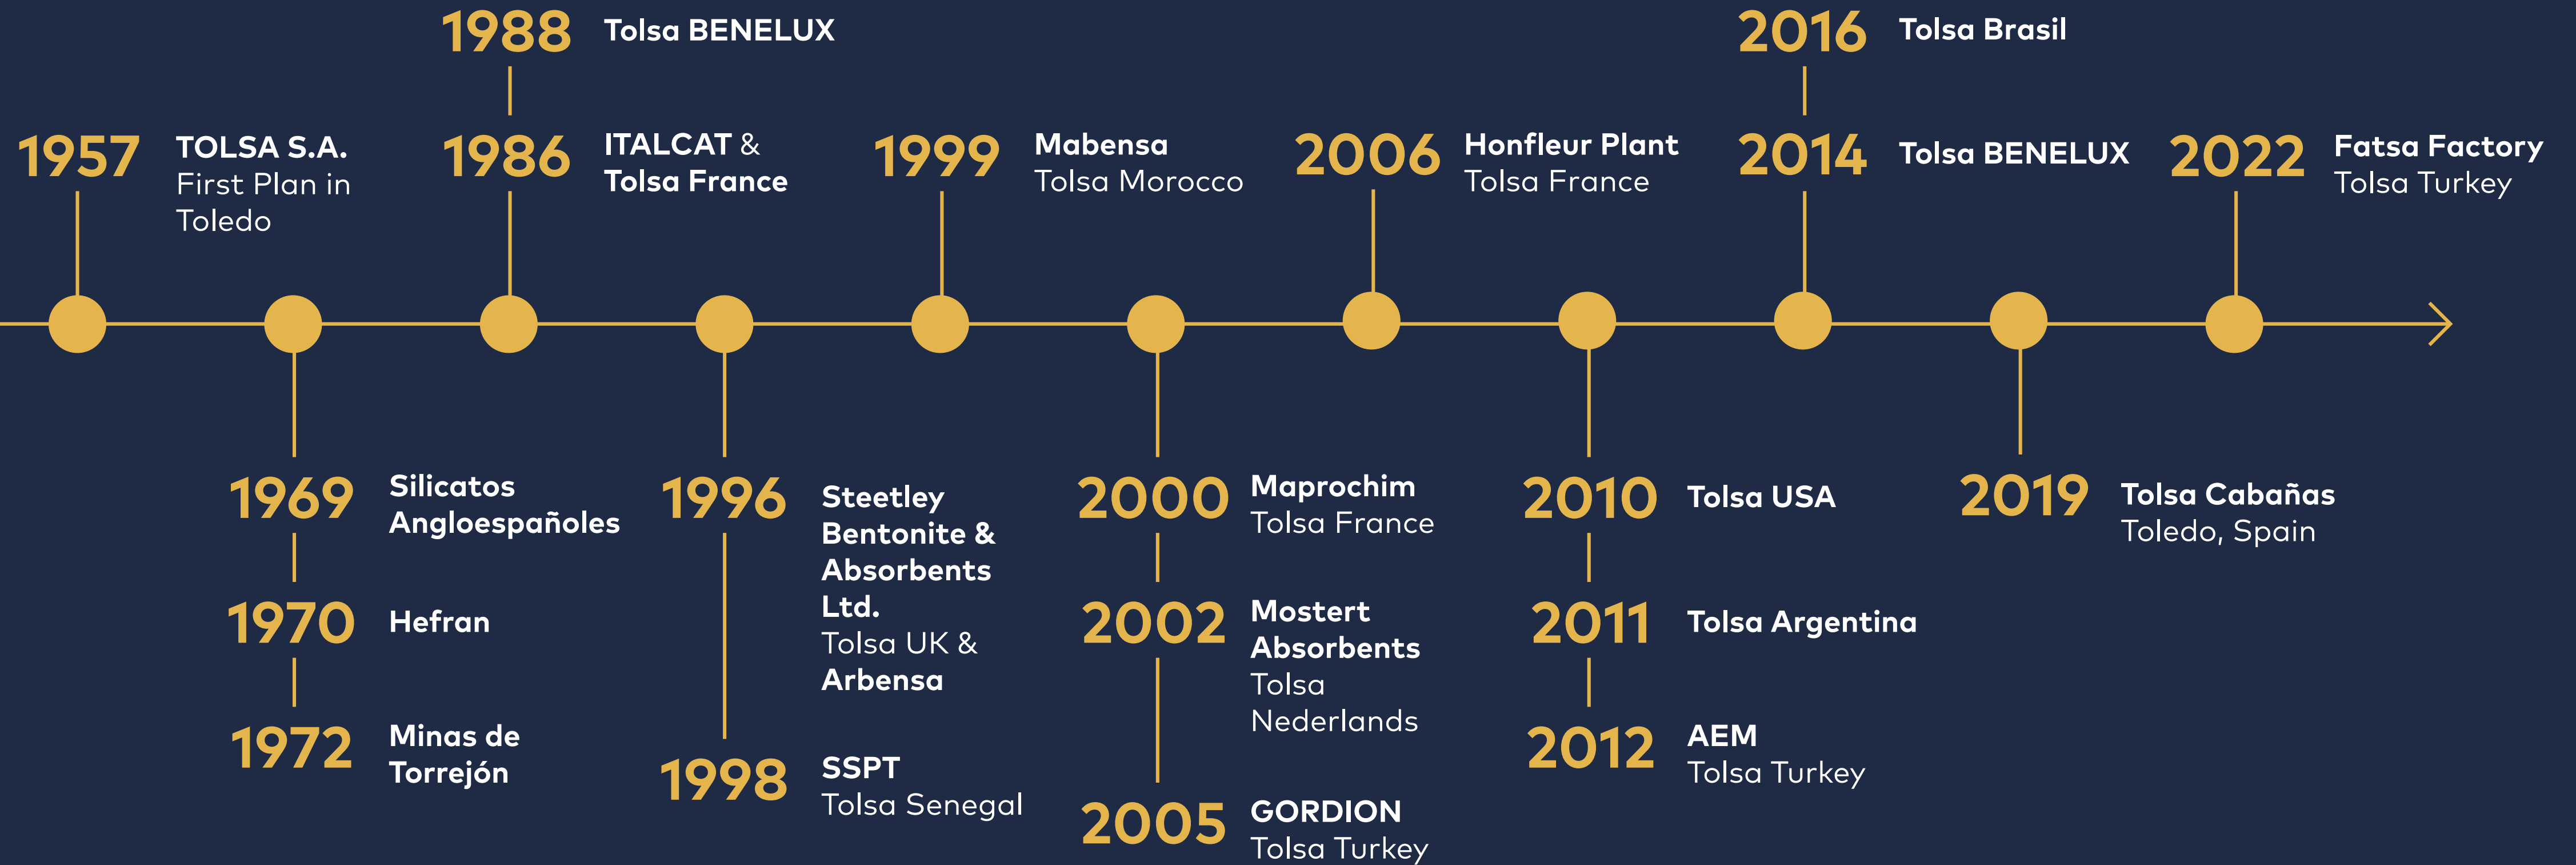 1988 Tolsa BENELUX
2016 Tolsa Brasil
1957 TOLSA S.A.
First Plan in
Toledo
1986 ITALCAT &
Tolsa France
1999 Mabensa
Tolsa Morocco
2006 Honfleur Plant
Tolsa France
2014 Tolsa BENELUX
2022 Fatsa Factory
Tolsa Turkey
1969 Silicatos
Angloespañoles
1970 Hefran
1972 Minas de
Torrejón
1996 Steetley
Bentonite &
Absorbents
Ltd.
Tolsa UK &
Arbensa
1998 SSPT
Tolsa Senegal
2000 Maprochim
Tolsa France
2002 Mostert
Absorbents
Tolsa
Nederlands
2005 GORDION
Tolsa Turkey
2010 Tolsa USA
2011 Tolsa Argentina
2012 AEM
Tolsa Turkey
2019 Tolsa Cabañas
Toledo, Spain